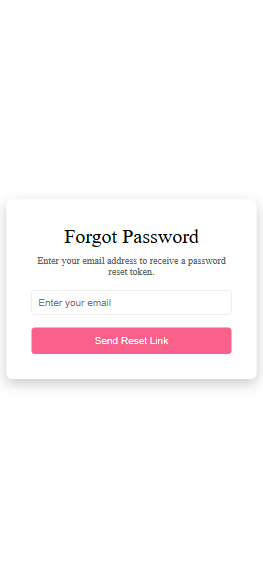 Forgot Password
Enter your email address to receive a password
reset token.
Enter your email
Send Reset Link